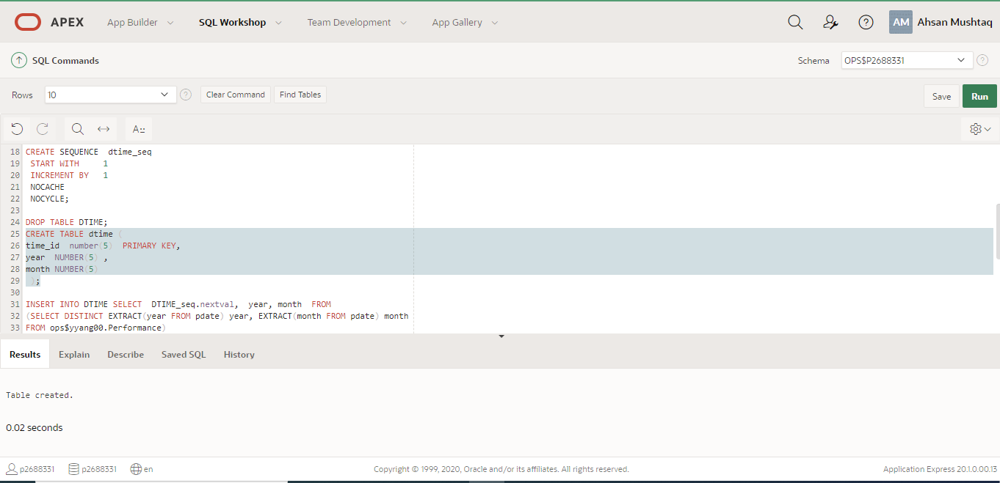 APEX App Builder SQL Workshop Team Development App Gallery AM Ahsan Mushtaq
SQL Commands Schema OPS$P2688331 ?
Rows 10 ? Clear Command Find Tables Save Run
A
18 CREATE SEQUENCE dtime_seq
19 START WITH 1
20 INCREMENT BY 1
21 NOCACHE
22 NOCYCLE;
23
24 DROP TABLE DTIME;
25 CREATE TABLE dtime (
26 time_id number(5) PRIMARY KEY,
27 year NUMBER(5) ,
28 month NUMBER(5)
29 );
30
31 INSERT INTO DTIME SELECT DTIME_seq.nextval, year, month FROM
32 (SELECT DISTINCT EXTRACT(year FROM pdate) year, EXTRACT(month FROM pdate) month
33 FROM ops$yyang00.Performance)
Results Explain Describe Saved SQL History
Table created.
0.02 seconds
p2688331 p2688331 en Copyright © 1999, 2020, Oracle and/or its affiliates. All rights reserved. Application Express 20.1.0.00.13